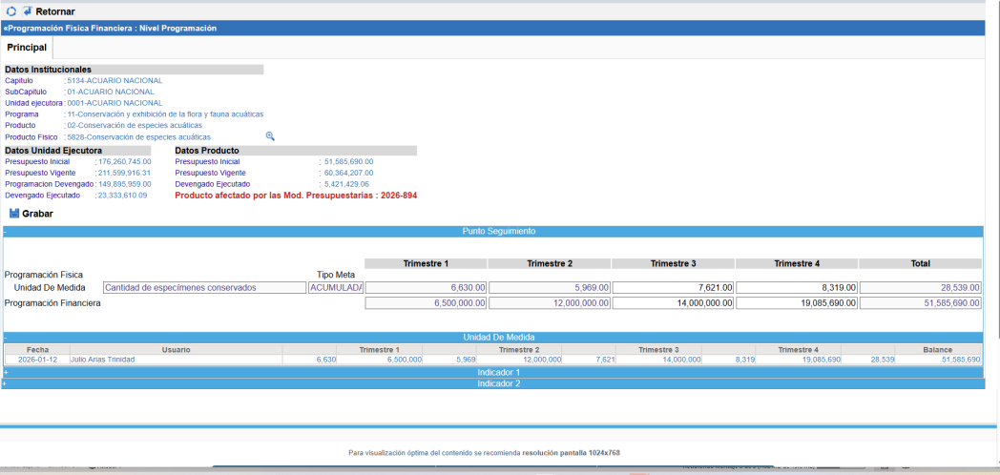 Retornar
«Programación Fisica Financiera : Nivel Programación
Principal
Datos Institucionales
Capitulo : 5134-ACUARIO NACIONAL
SubCapitulo : 01-ACUARIO NACIONAL
Unidad ejecutora : 0001-ACUARIO NACIONAL
Programa : 11-Conservación y exhibición de la flora y fauna acuáticas
Producto : 02-Conservación de especies acuáticas
Producto Fisico : 5828-Conservación de especies acuáticas
Datos Unidad Ejecutora Datos Producto
Presupuesto Inicial : 176,260,745.00 Presupuesto Inicial : 51,585,690.00
Presupuesto Vigente : 211,599,916.31 Presupuesto Vigente : 60,364,207.00
Programacion Devengado : 149,895,959.00 Devengado Ejecutado : 5,421,429.06
Devengado Ejecutado : 23,333,610.09 Producto afectado por las Mod. Presupuestarias : 2026-894
Grabar
- Punto Seguimiento
Trimestre 1 Trimestre 2 Trimestre 3 Trimestre 4 Total
Programación Fisica Tipo Meta
Unidad De Medida Cantidad de especímenes conservados ACUMULADA 6,630.00 5,969.00 7,621.00 8,319.00 28,539.00
Programación Financiera 6,500,000.00 12,000,000.00 14,000,000.00 19,085,690.00 51,585,690.00
- Unidad De Medida
Fecha Usuario Trimestre 1 Trimestre 2 Trimestre 3 Trimestre 4 Balance
2026-01-12 Julio Arias Trinidad 6,630 6,500,000 5,969 12,000,000 7,621 14,000,000 8,319 19,085,690 28,539 51,585,690
+ Indicador 1
+ Indicador 2
Para visualización óptima del contenido se recomienda resolución pantalla 1024x768